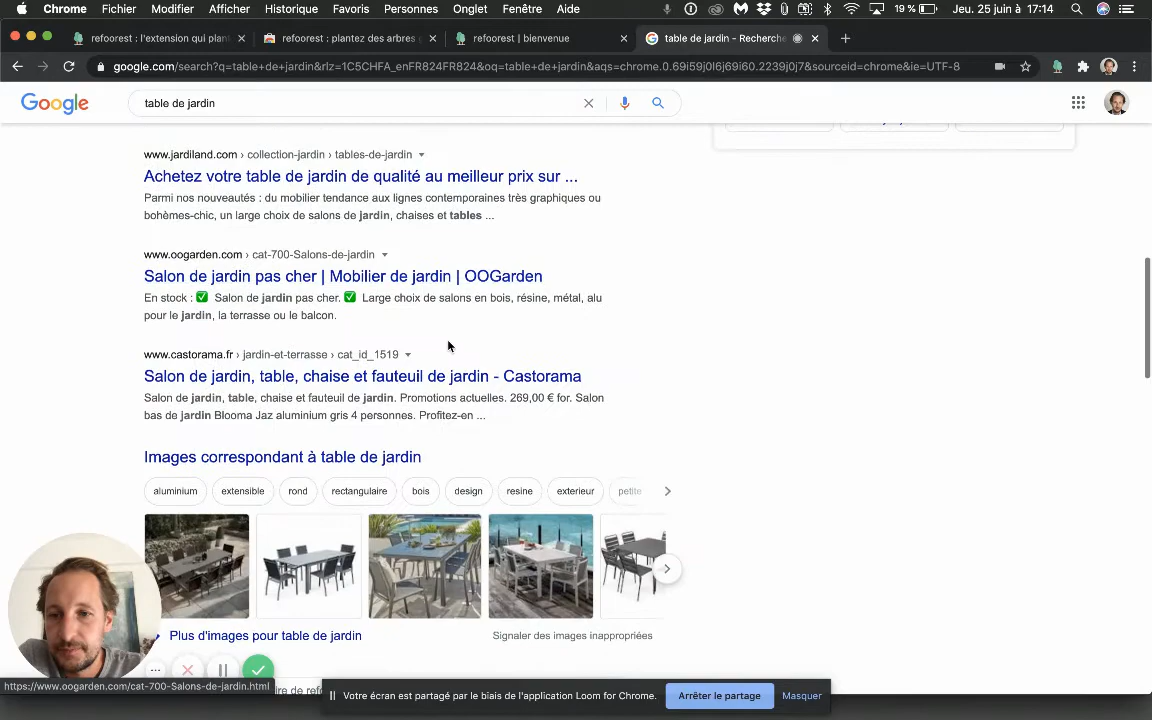 Chrome Fichier Modifier Afficher Historique Favoris Personnes Onglet Fenêtre Aide 19 % Jeu. 25 juin à 17:14
refoorest : l'extension qui plan
refoorest : plantez des arbres
refoorest | bienvenue
table de jardin - Recherche
google.com/search?q=table+de+jardin&rlz=1C5CHFA_enFR824FR824&oq=table+de+jardin&aqs=chrome.0.69i59j0l6j69i60.2239j0j7&sourceid=chrome&ie=UTF-8
Google
table de jardin
www.jardiland.com › collection-jardin › tables-de-jardin
Achetez votre table de jardin de qualité au meilleur prix sur ...
Parmi nos nouveautés : du mobilier tendance aux lignes contemporaines très graphiques ou
bohèmes-chic, un large choix de salons de jardin, chaises et tables ...
www.oogarden.com › cat-700-Salons-de-jardin
Salon de jardin pas cher | Mobilier de jardin | OOGarden
En stock : ✅ Salon de jardin pas cher. ✅ Large choix de salons en bois, résine, métal, alu
pour le jardin, la terrasse ou le balcon.
www.castorama.fr › jardin-et-terrasse › cat_id_1519
Salon de jardin, table, chaise et fauteuil de jardin - Castorama
Salon de jardin, table, chaise et fauteuil de jardin. Promotions actuelles. 269,00 € for. Salon
bas de jardin Blooma Jaz aluminium gris 4 personnes. Profitez-en ...
Images correspondant à table de jardin
aluminium extensible rond rectangulaire bois design resine exterieur petite
Plus d'images pour table de jardin
Signaler des images inappropriées
https://www.oogarden.com/cat-700-Salons-de-jardin.html
Votre écran est partagé par le biais de l'application Loom for Chrome.
Arrêter le partage
Masquer